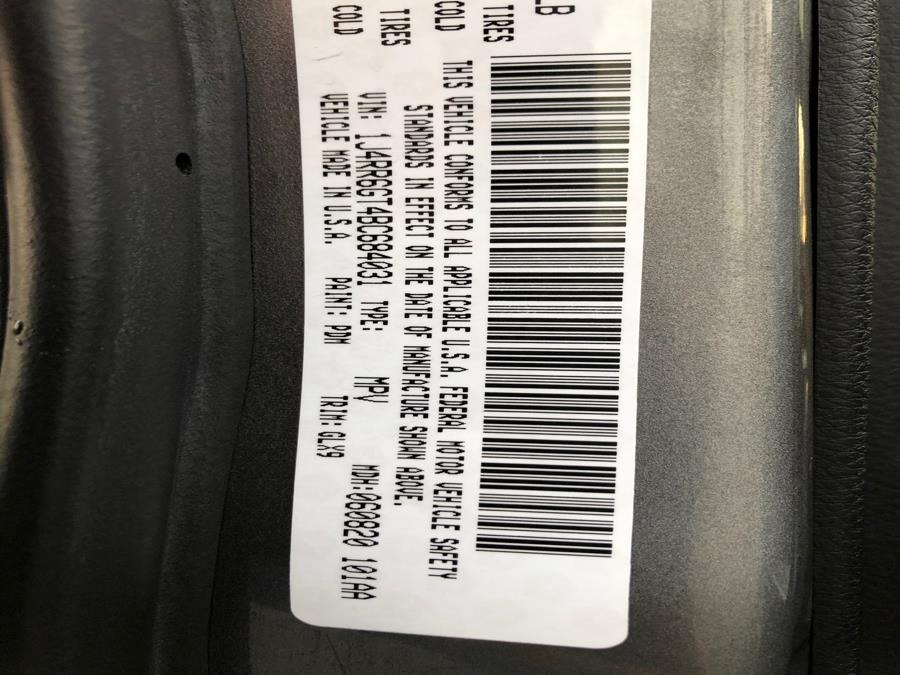 LB
TIRES
COLD
TIRES
COLD
THIS VEHICLE CONFORMS TO ALL APPLICABLE U.S.A. FEDERAL MOTOR VEHICLE SAFETY
STANDARDS IN EFFECT ON THE DATE OF MANUFACTURE SHOWN ABOVE.
VIN: 1J4RR6GT4BC684031 TYPE: MPV MDH:060820 101AA
VEHICLE MADE IN U.S.A. PAINT: PDM TRIM: GLX9